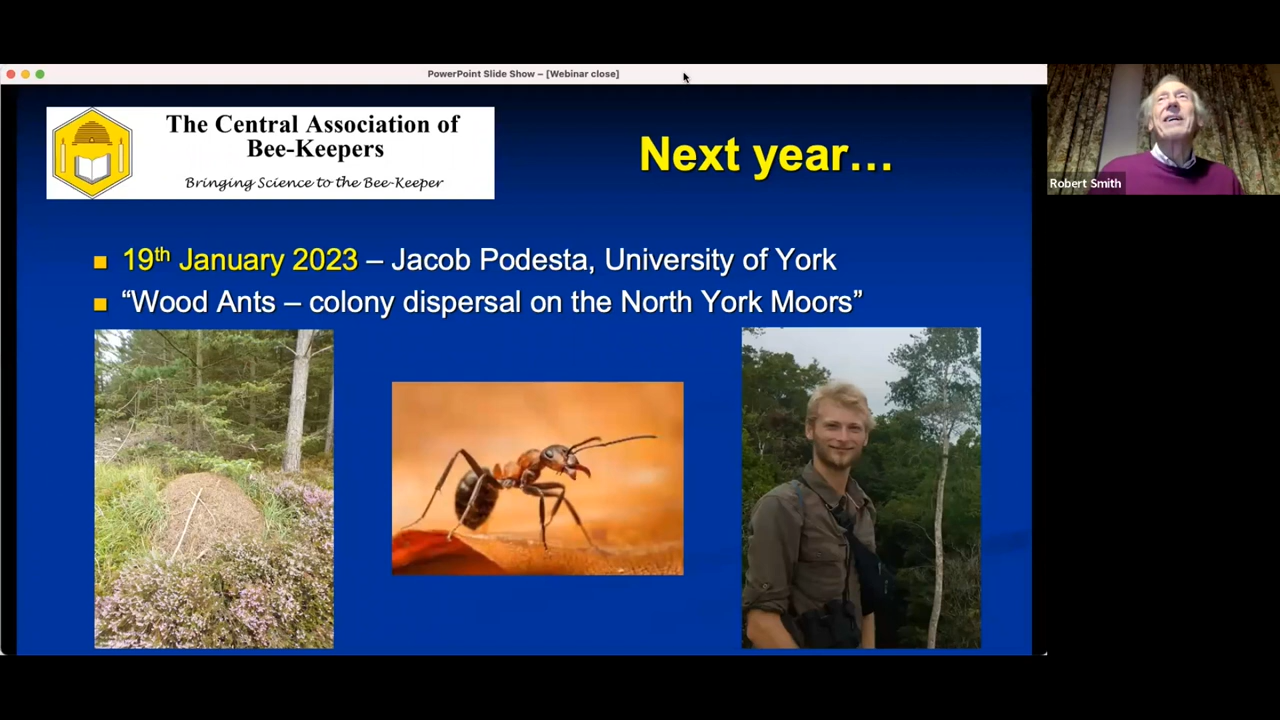 PowerPoint Slide Show – [Webinar close]
The Central Association of
Bee-Keepers
Bringing Science to the Bee-Keeper
Next year…
Robert Smith
19th January 2023 – Jacob Podesta, University of York
“Wood Ants – colony dispersal on the North York Moors”